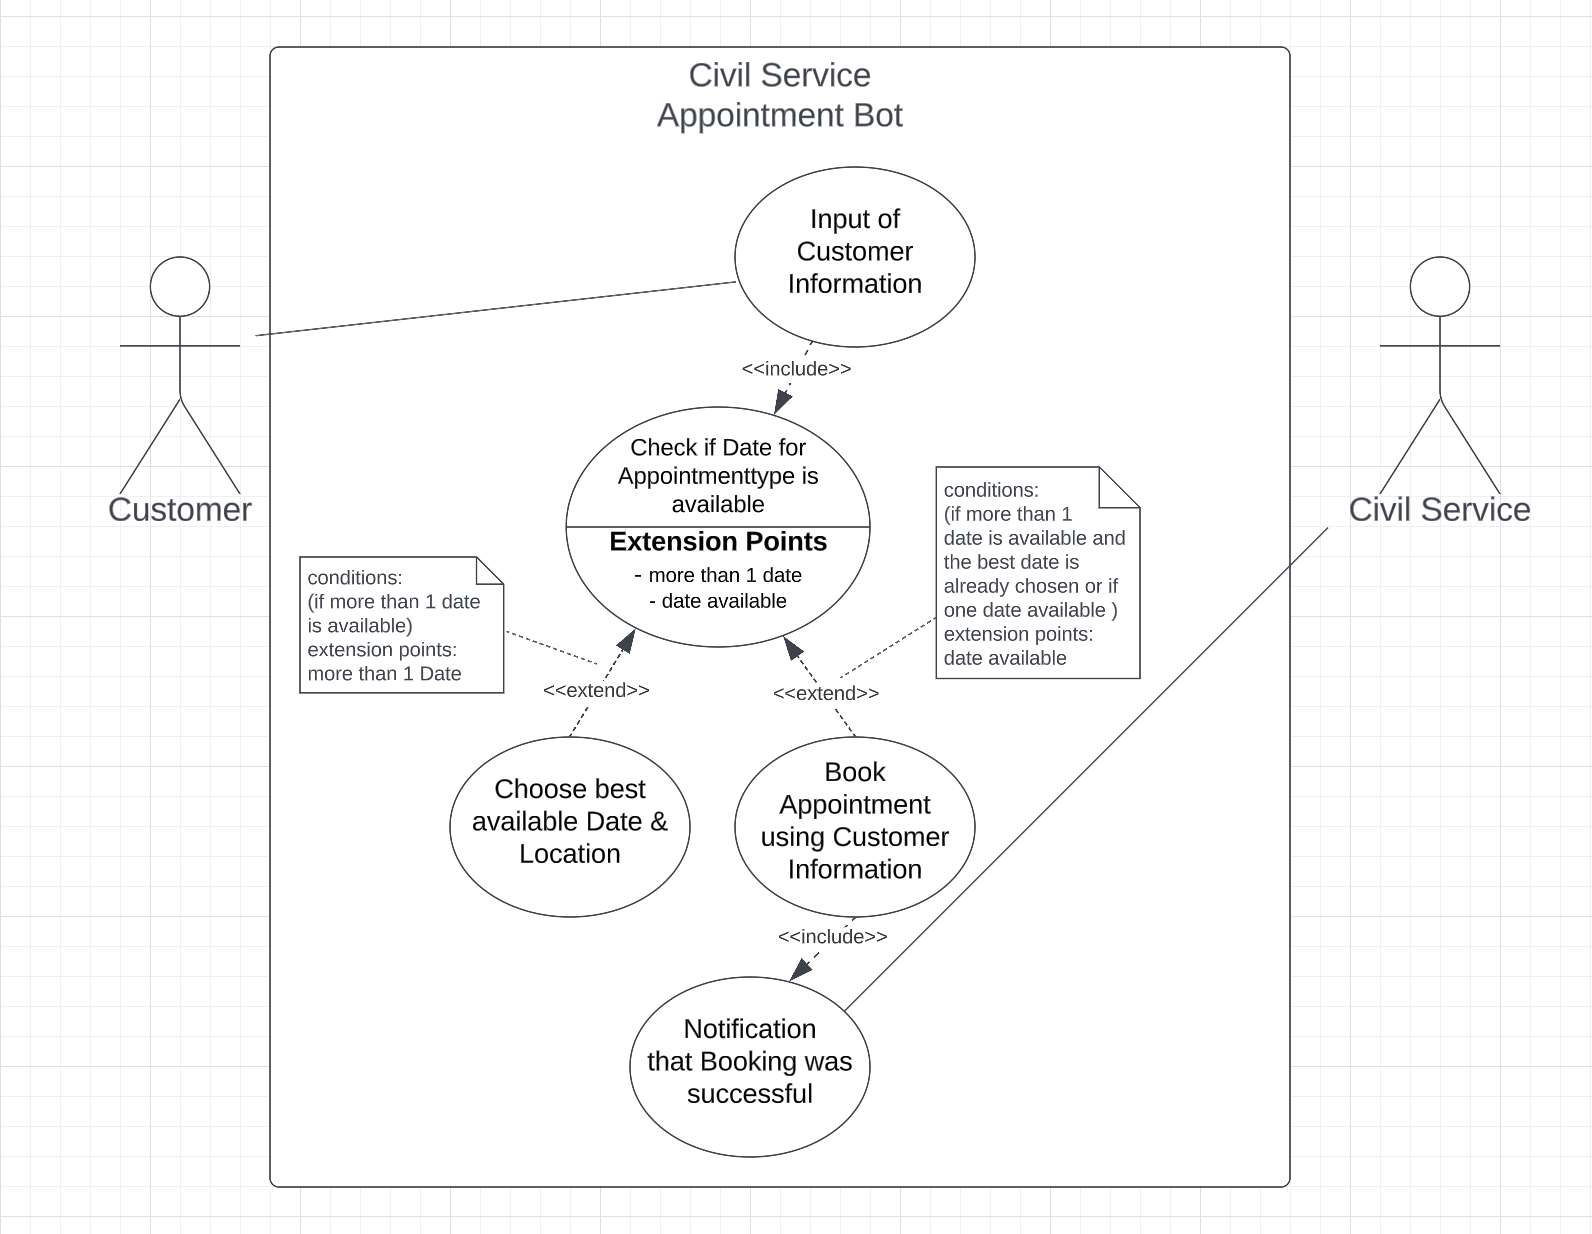 Civil Service
Appointment Bot
Input of
Customer
Information
<<include>>
Customer
Check if Date for
Appointmenttype is
available
Extension Points
- more than 1 date
- date available
Civil Service
conditions:
(if more than 1
date is available and
the best date is
already chosen or if
one date available )
extension points:
date available
conditions:
(if more than 1 date
is available)
extension points:
more than 1 Date
<<extend>>
<<extend>>
Choose best
available Date &
Location
Book
Appointment
using Customer
Information
<<include>>
Notification
that Booking was
successful